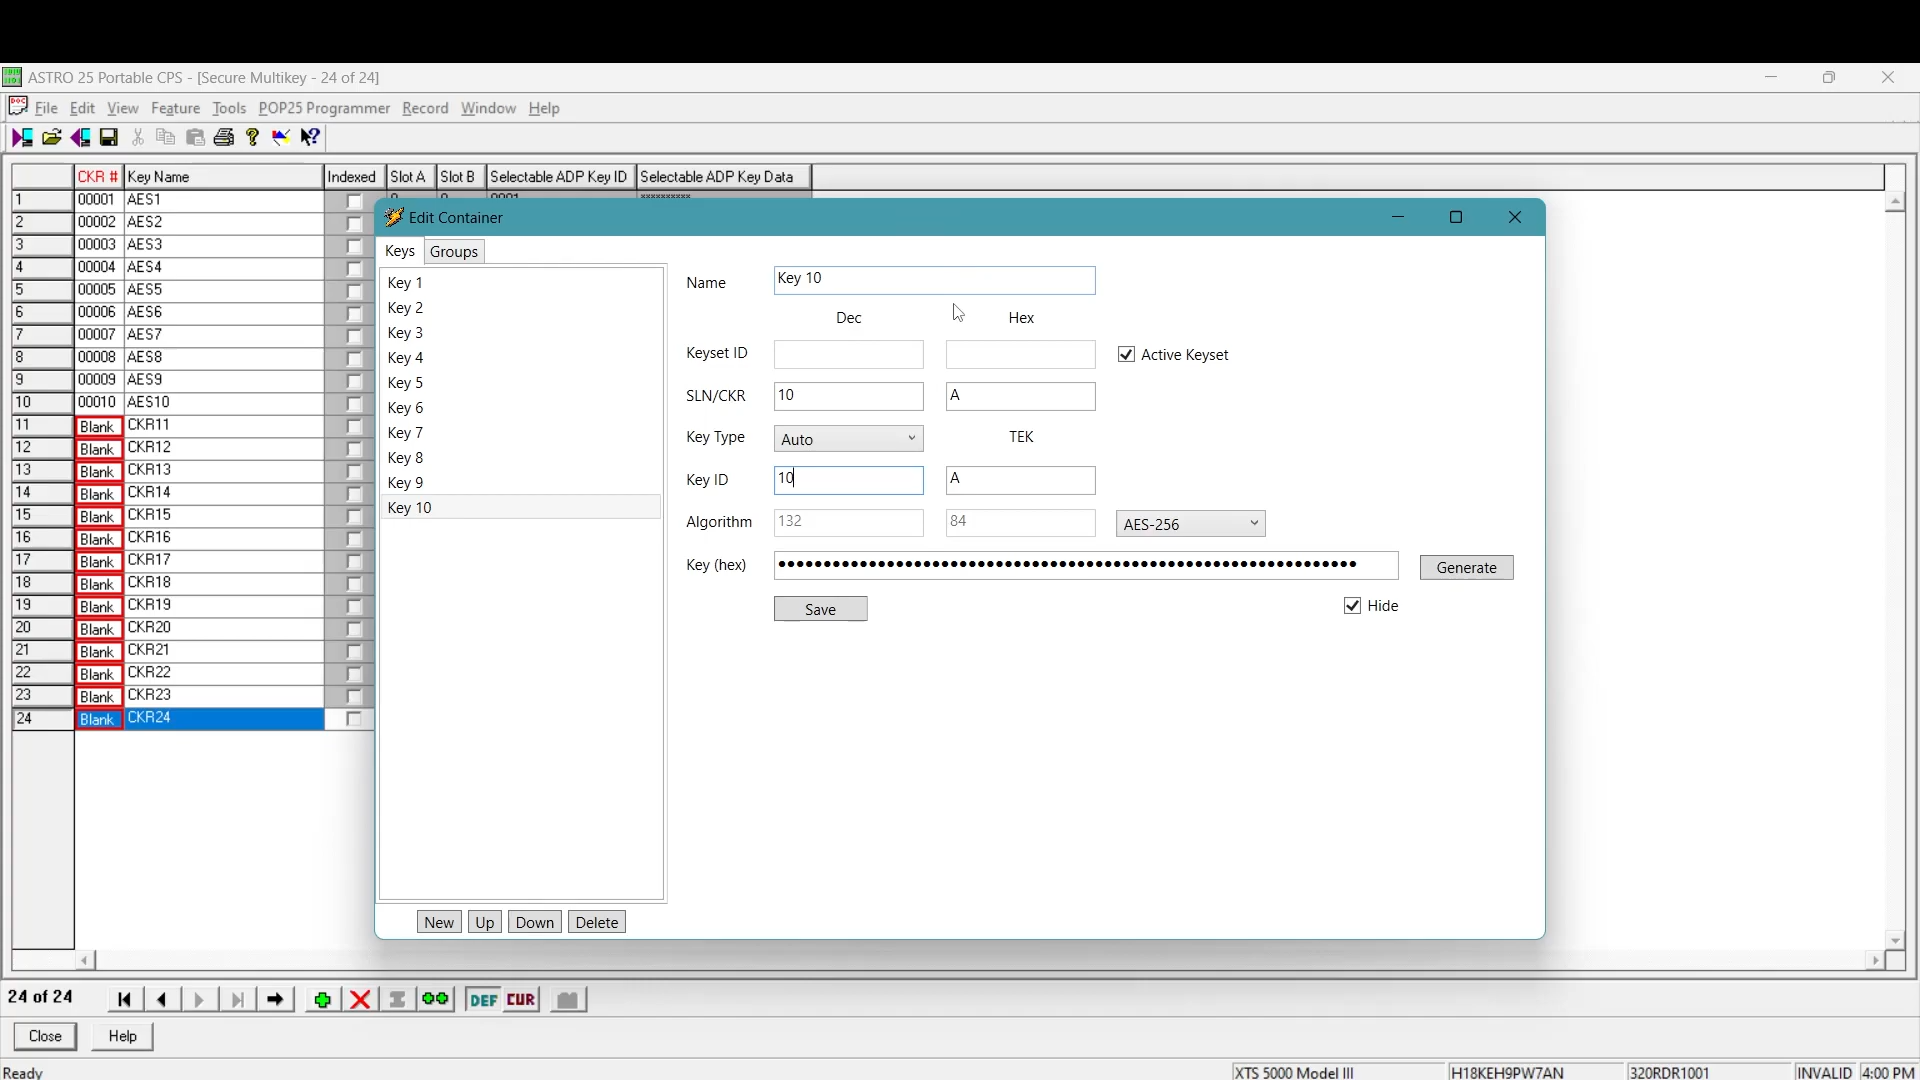 ASTRO 25 Portable CPS - [Secure Multikey - 24 of 24]
File Edit View Feature Tools POP25 Programmer Record Window Help
CKR # Key Name Indexed Slot A Slot B Selectable ADP Key ID Selectable ADP Key Data
1 00001 AES1
2 00002 AES2
3 00003 AES3
4 00004 AES4
5 00005 AES5
6 00006 AES6
7 00007 AES7
8 00008 AES8
9 00009 AES9
10 00010 AES10
11 Blank CKR11
12 Blank CKR12
13 Blank CKR13
14 Blank CKR14
15 Blank CKR15
16 Blank CKR16
17 Blank CKR17
18 Blank CKR18
19 Blank CKR19
20 Blank CKR20
21 Blank CKR21
22 Blank CKR22
23 Blank CKR23
24 Blank CKR24
Edit Container
Keys Groups
Key 1
Key 2
Key 3
Key 4
Key 5
Key 6
Key 7
Key 8
Key 9
Key 10
Name Key 10
Dec Hex
Keyset ID Active Keyset
SLN/CKR 10 A
Key Type Auto TEK
Key ID 10 A
Algorithm 132 84 AES-256
Key (hex) Generate
Save Hide
New Up Down Delete
24 of 24 DEF CUR
Close Help
Ready XTS 5000 Model III H18KEH9PW7AN 320RDR1001 INVALID 4:00 PM